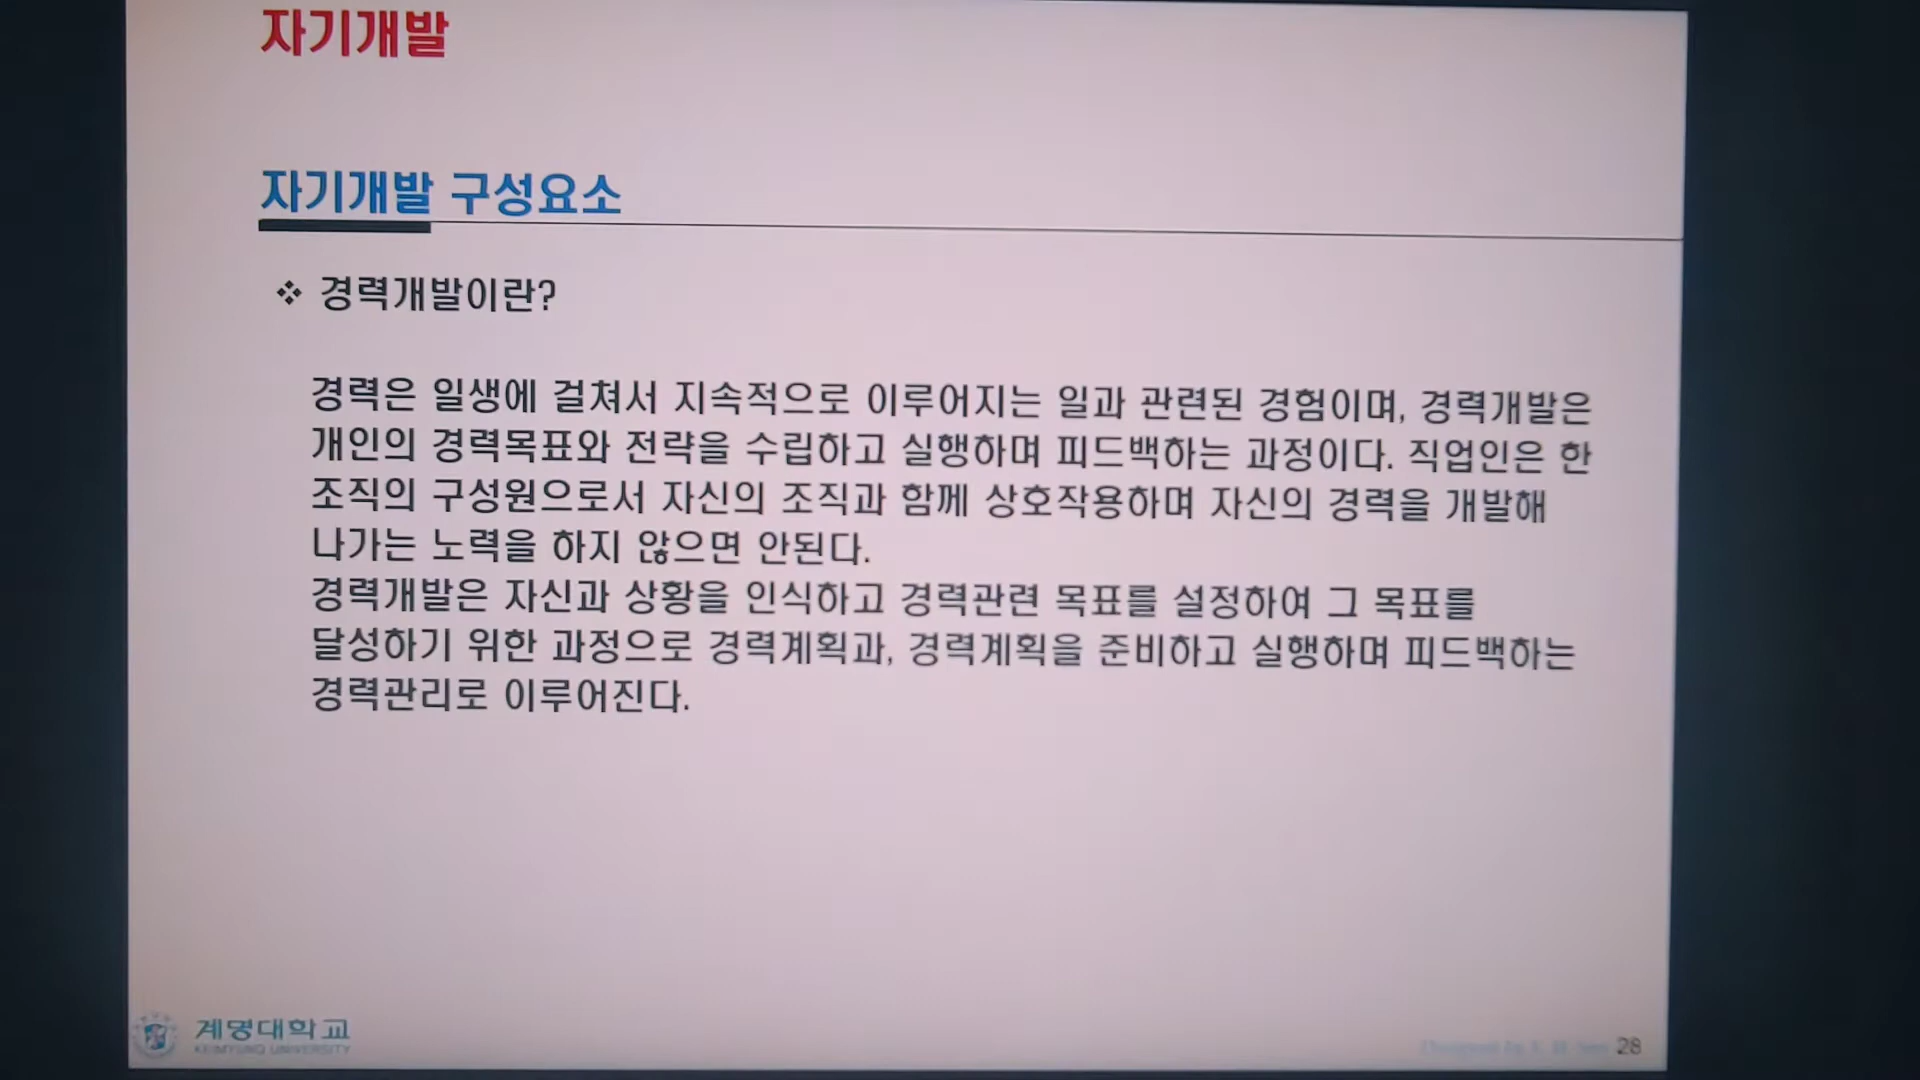 자기개발
자기개발 구성요소
❖ 경력개발이란?
경력은 일생에 걸쳐서 지속적으로 이루어지는 일과 관련된 경험이며, 경력개발은
개인의 경력목표와 전략을 수립하고 실행하며 피드백하는 과정이다. 직업인은 한
조직의 구성원으로서 자신의 조직과 함께 상호작용하며 자신의 경력을 개발해
나가는 노력을 하지 않으면 안된다.
경력개발은 자신과 상황을 인식하고 경력관련 목표를 설정하여 그 목표를
달성하기 위한 과정으로 경력계획과, 경력계획을 준비하고 실행하며 피드백하는
경력관리로 이루어진다.
계명대학교
KEIMYUNG UNIVERSITY
28